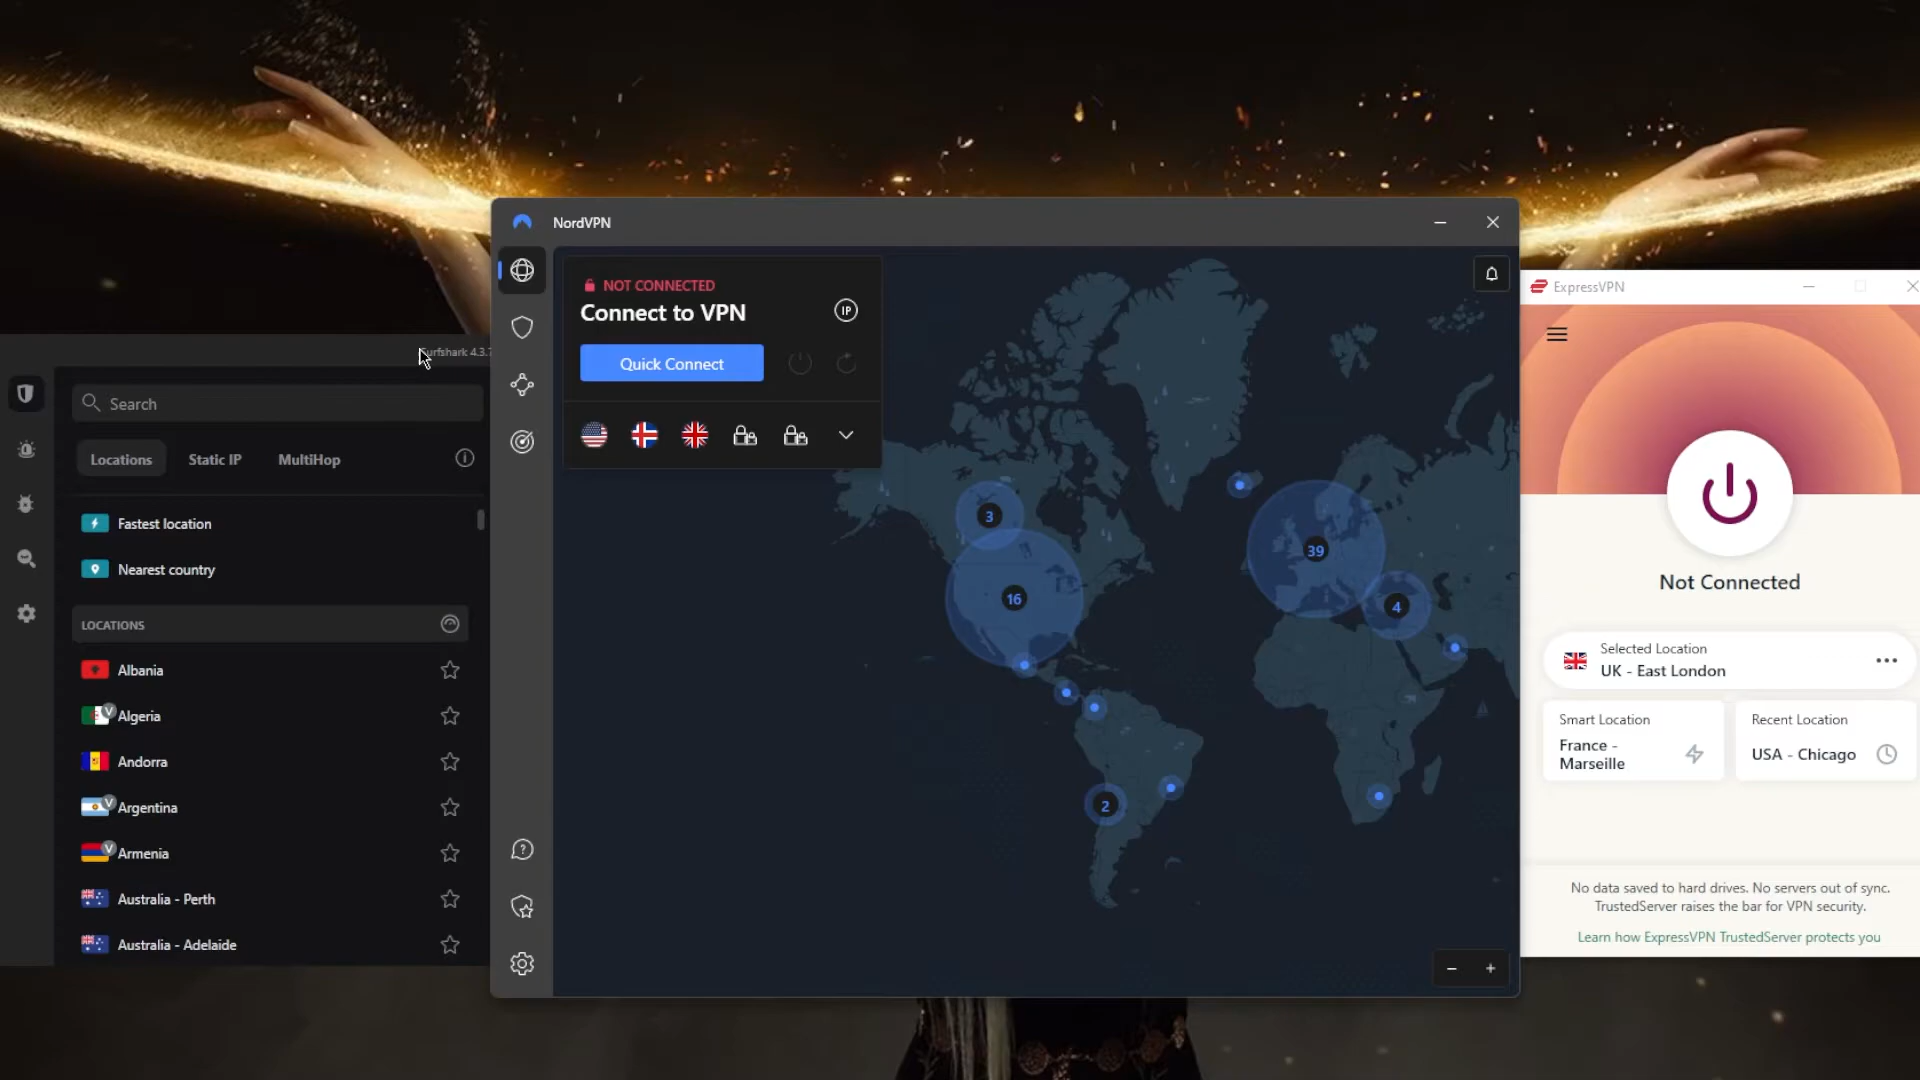 NordVPN
NOT CONNECTED
Connect to VPN
IP
Quick Connect
3
16
39
4
2
Search
Locations
Static IP
MultiHop
Fastest location
Nearest country
LOCATIONS
Albania
V
Algeria
Andorra
V
Argentina
V
Armenia
Australia - Perth
Australia - Adelaide
ExpressVPN
Not Connected
Selected Location
UK - East London
Smart Location
France -
Marseille
Recent Location
USA - Chicago
No data saved to hard drives. No servers out of sync.
TrustedServer raises the bar for VPN security.
Learn how ExpressVPN TrustedServer protects you